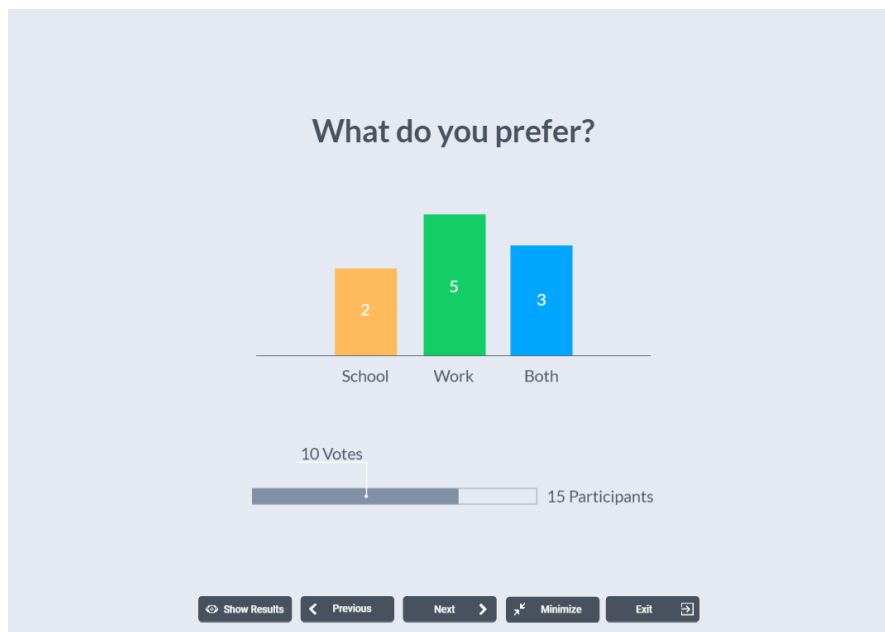 What do you prefer?
2
5
3
School Work Both
10 Votes
15 Participants
Show Results Previous Next Minimize Exit